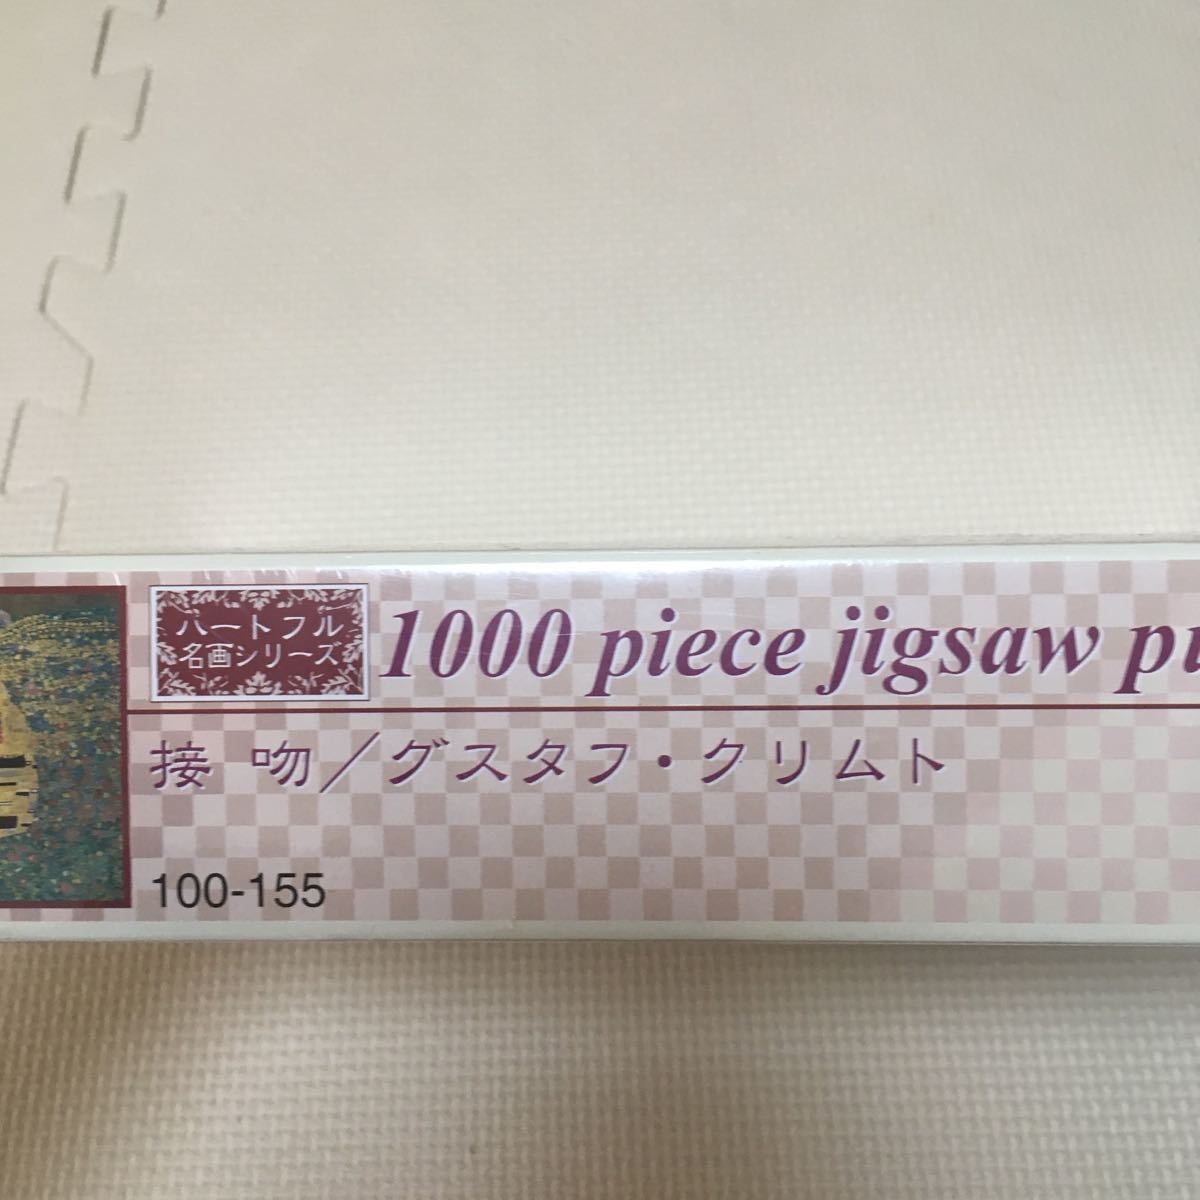 ハートフル
名画シリーズ
1000 piece jigsaw pu
接 吻／グスタフ・クリムト
100-155